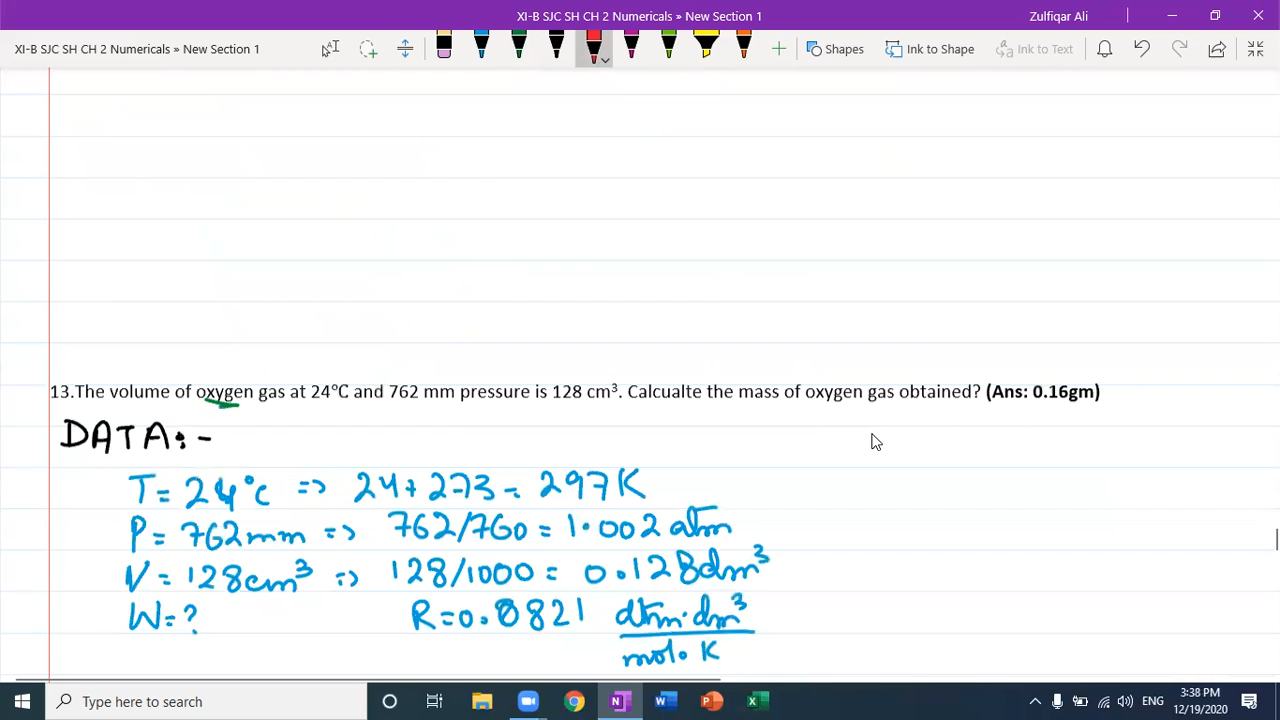 XI-B SJC SH CH 2 Numericals » New Section 1
Zulfiqar Ali
XI-B SJC SH CH 2 Numericals » New Section 1
Shapes
Ink to Shape
Ink to Text
13.The volume of oxygen gas at 24°C and 762 mm pressure is 128 cm³. Calcualte the mass of oxygen gas obtained? (Ans: 0.16gm)
DATA:-
T= 24°C => 24+273= 297K
P= 762mm => 762/760 = 1.002 atm
V = 128cm³ => 128/1000 = 0.128dm³
W=? R=0.0821 atm.dm³
mol. K
Type here to search
ENG
3:38 PM
12/19/2020